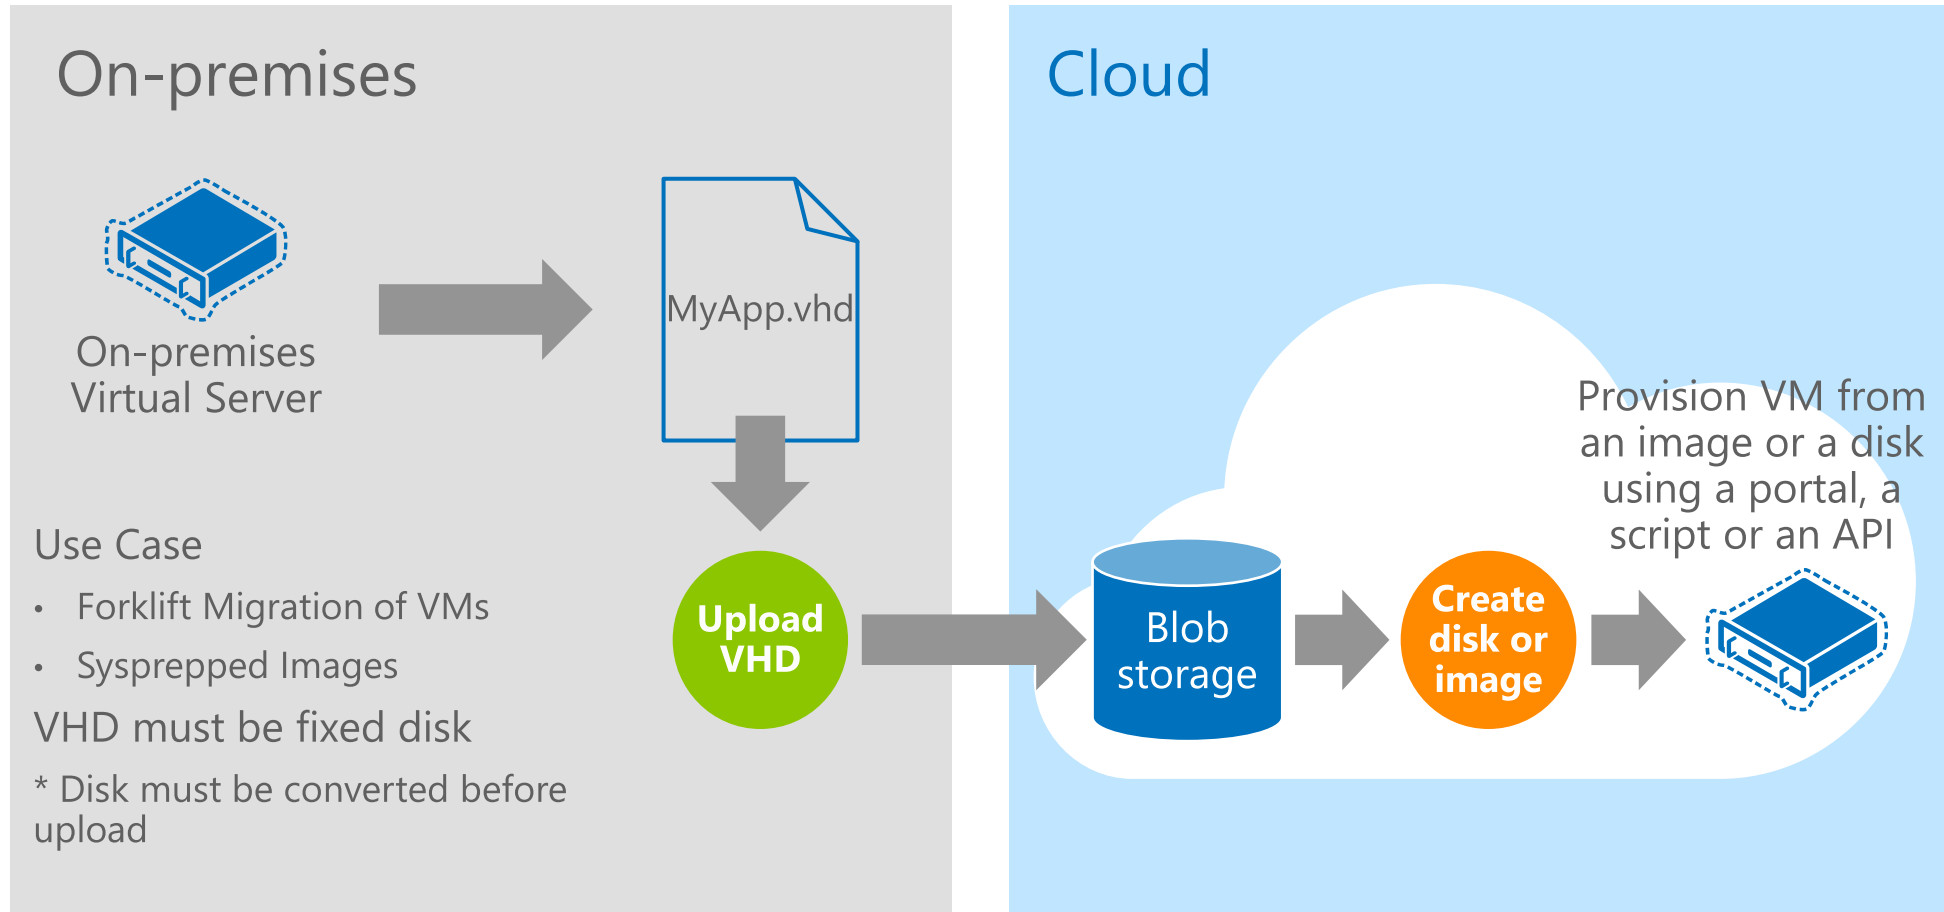 On-premises
On-premises
Virtual Server
MyApp.vhd
Use Case
• Forklift Migration of VMs
• Sysprepped Images
VHD must be fixed disk
* Disk must be converted before
upload
Upload
VHD
Cloud
Blob
storage
Create
disk or
image
Provision VM from
an image or a disk
using a portal, a
script or an API